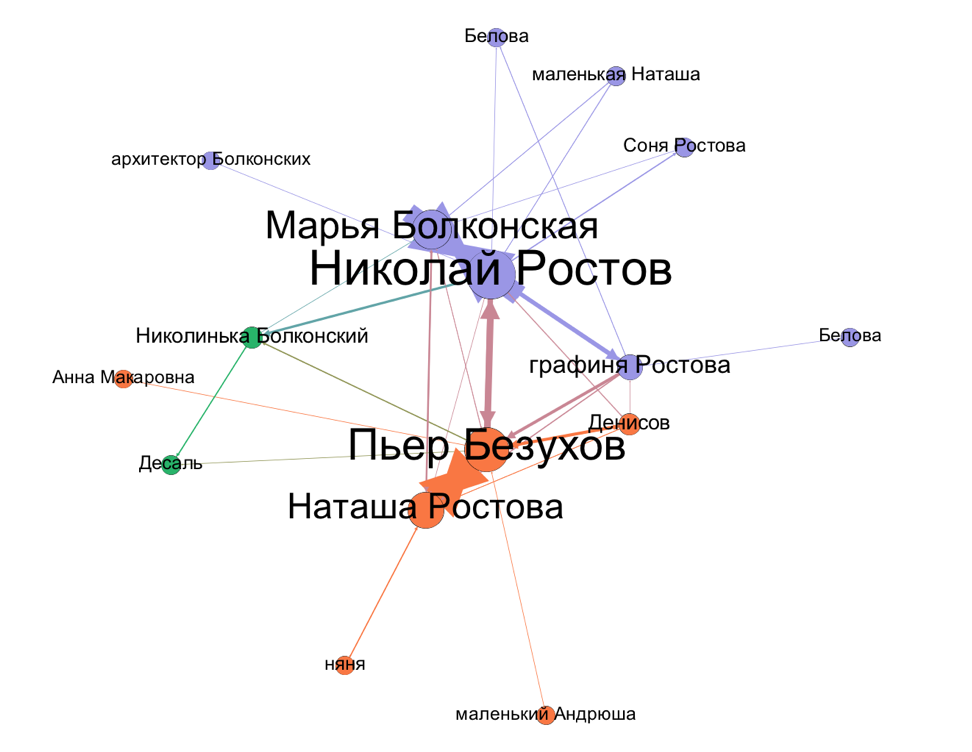 Белова
маленькая Наташа
Соня Ростова
архитектор Болконских
Марья Болконская
Николай Ростов
Николинька Болконский
Белова
графиня Ростова
Анна Макаровна
Денисов
Пьер Безухов
Десаль
Наташа Ростова
няня
маленький Андрюша